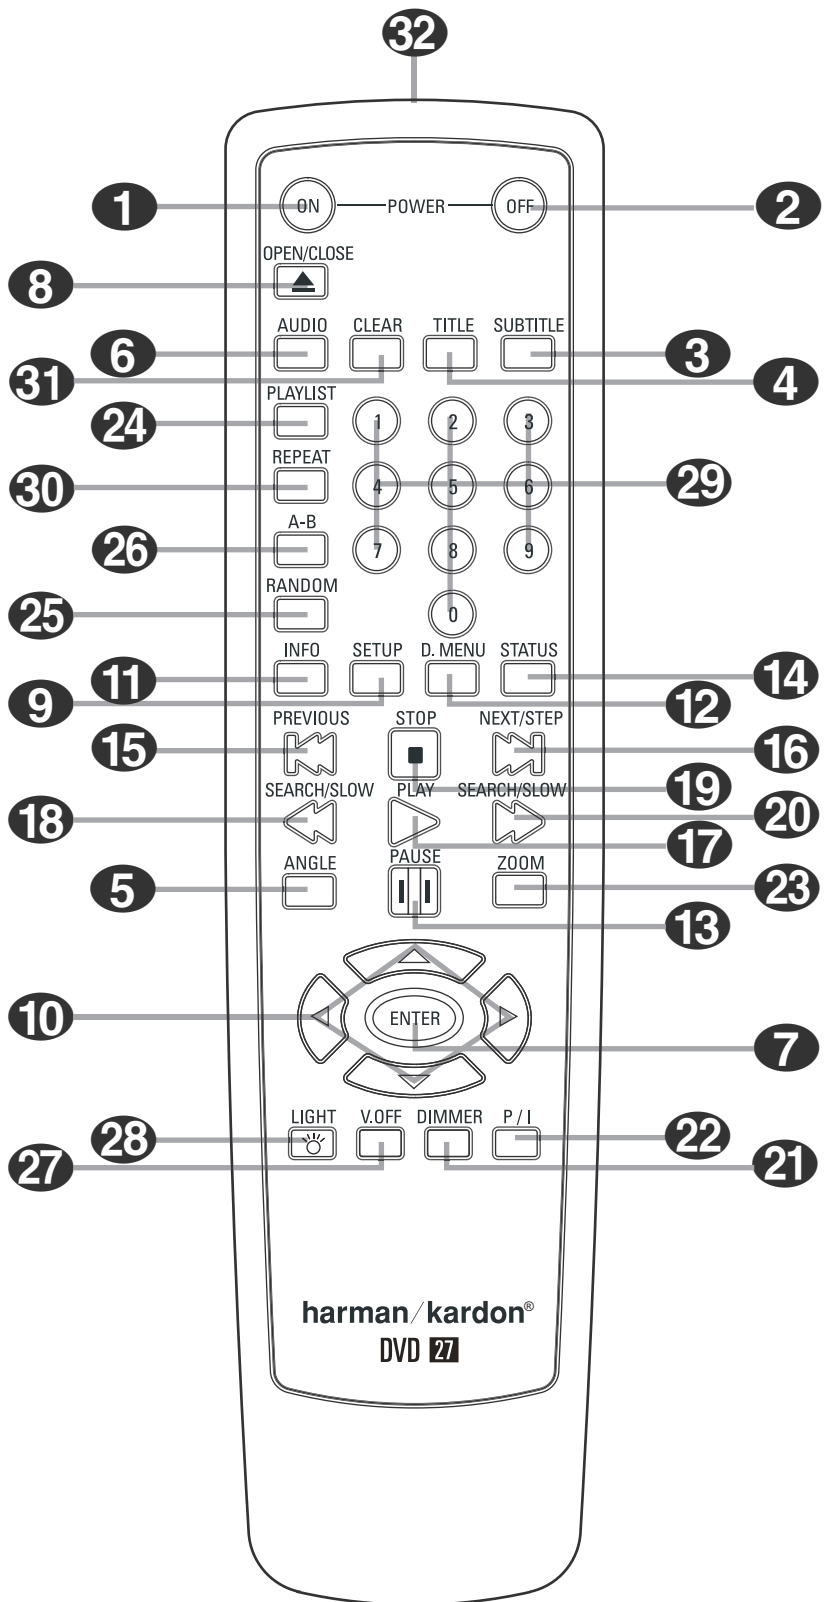 32
1 ON POWER OFF 2
OPEN/CLOSE
8
AUDIO CLEAR TITLE SUBTITLE
6 3
31 4
PLAYLIST
24 1 2 3
REPEAT
30 4 5 6 29
A-B
26 7 8 9
RANDOM
25 0
INFO SETUP D. MENU STATUS
11 14
9 12
PREVIOUS STOP NEXT/STEP
15 16
19
SEARCH/SLOW PLAY SEARCH/SLOW
18 20
17
ANGLE PAUSE ZOOM
5 23
13
10 ENTER
7
LIGHT V.OFF DIMMER P / I
28 22
27 21
harman/kardon®
DVD 27